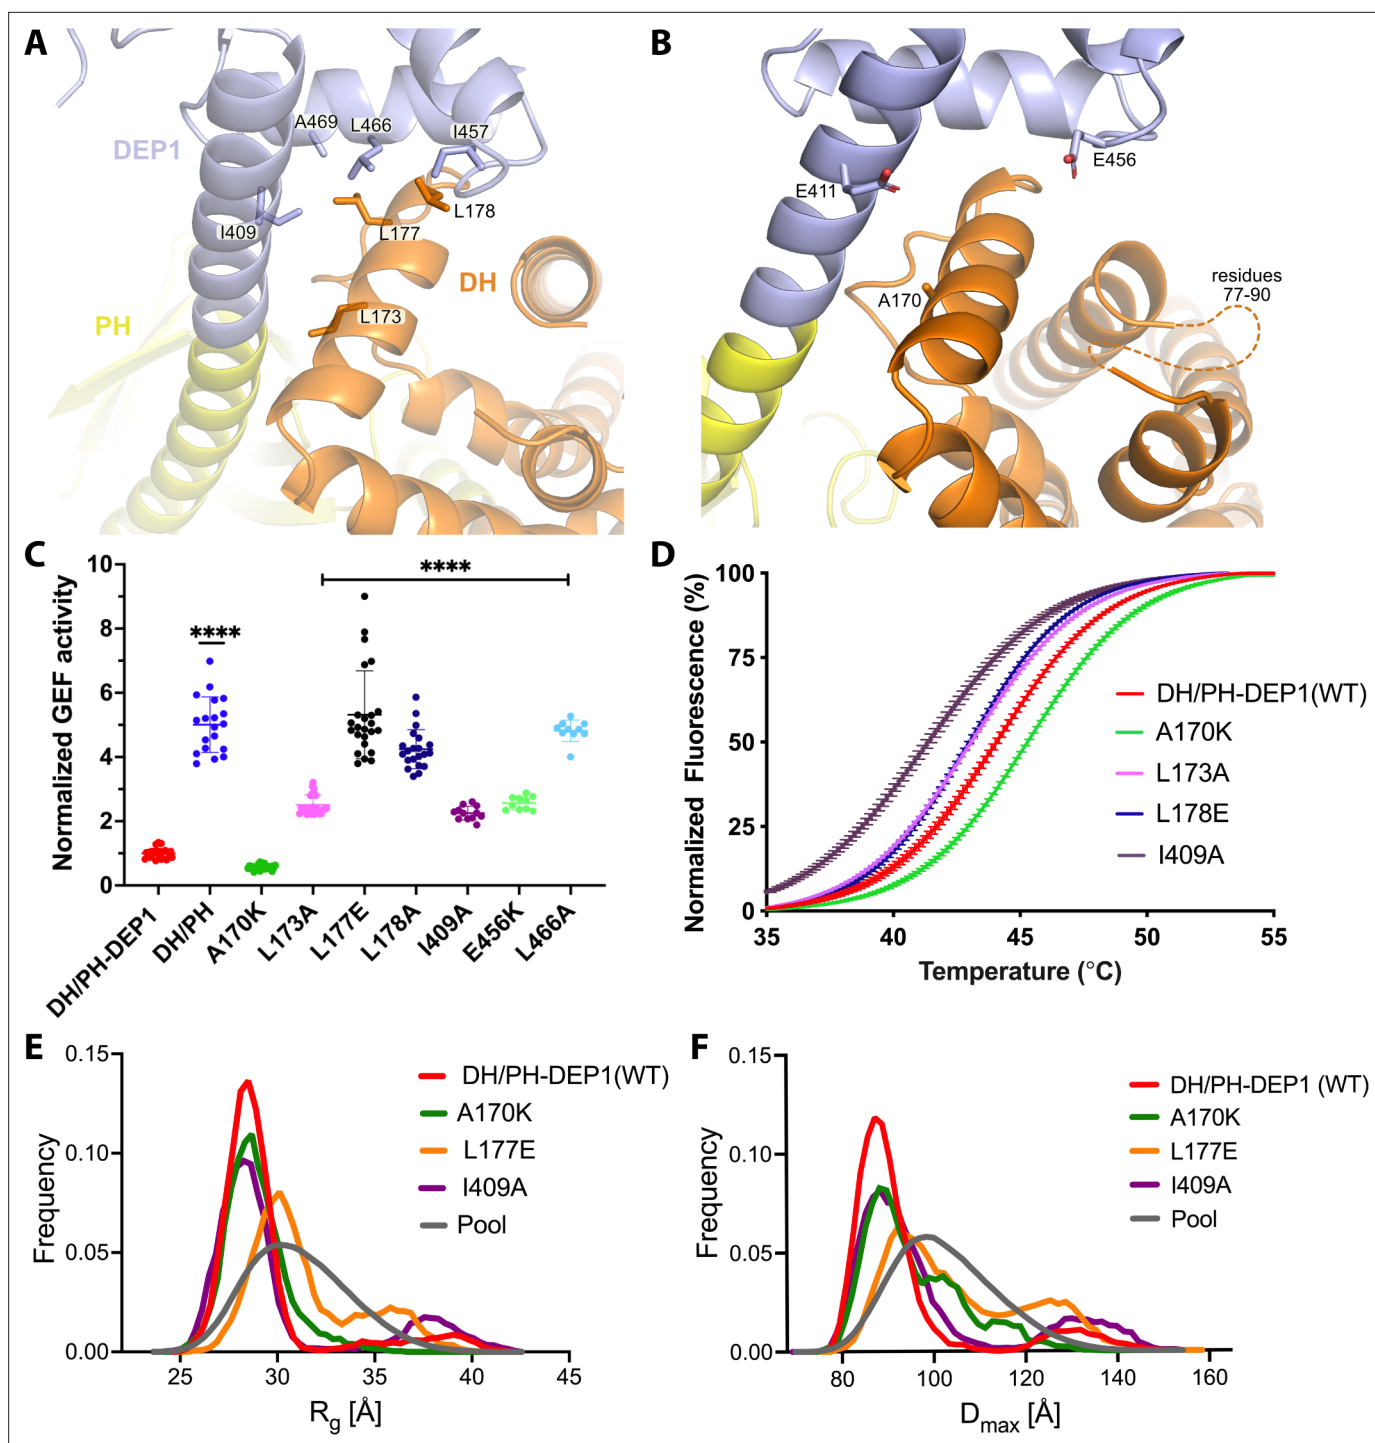 A
DEP1
A469
L466
I457
I409
L177
L178
DH
L173
PH
B
E411
E456
A170
residues
77-90
C
Normalized GEF activity
10
8
6
4
2
0
****
****
DH/PH-DEP1
DH/PH
A170K
L173A
L177E
L178A
I409A
E456K
L466A
D
Normalized Fluorescence (%)
100
75
50
25
0
35
40
45
50
55
Temperature (°C)
DH/PH-DEP1(WT)
A170K
L173A
L178E
I409A
E
Frequency
0.15
0.10
0.05
0.00
25
30
35
40
45
Rg [Å]
DH/PH-DEP1(WT)
A170K
L177E
I409A
Pool
F
Frequency
0.15
0.10
0.05
0.00
80
100
120
140
160
Dmax [Å]
DH/PH-DEP1 (WT)
A170K
L177E
I409A
Pool